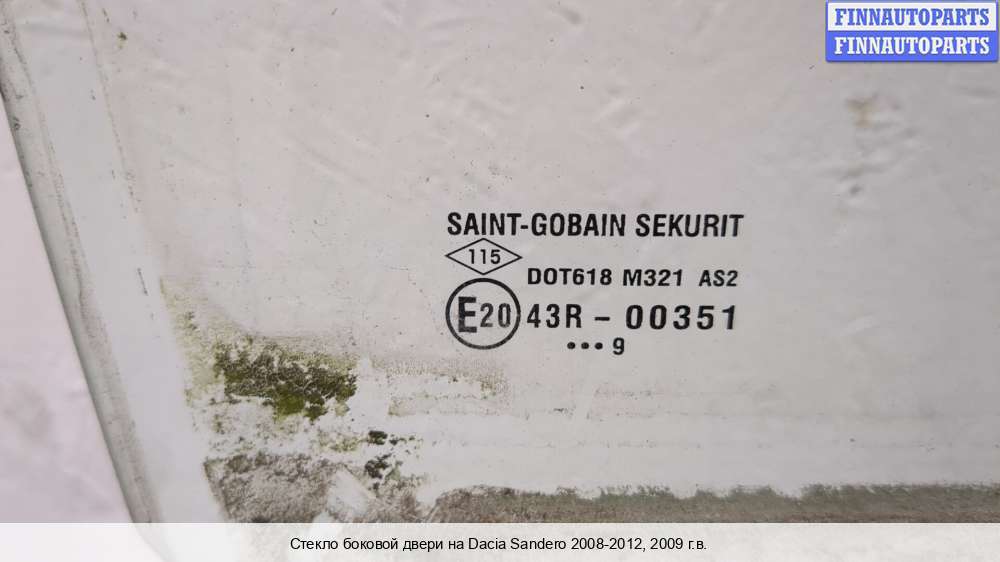 FINNAUTOPARTS
FINNAUTOPARTS
SAINT-GOBAIN SEKURIT
115
DOT618 M321 AS2
E20 43R - 00351
••• 9
Стекло боковой двери на Dacia Sandero 2008-2012, 2009 г.в.